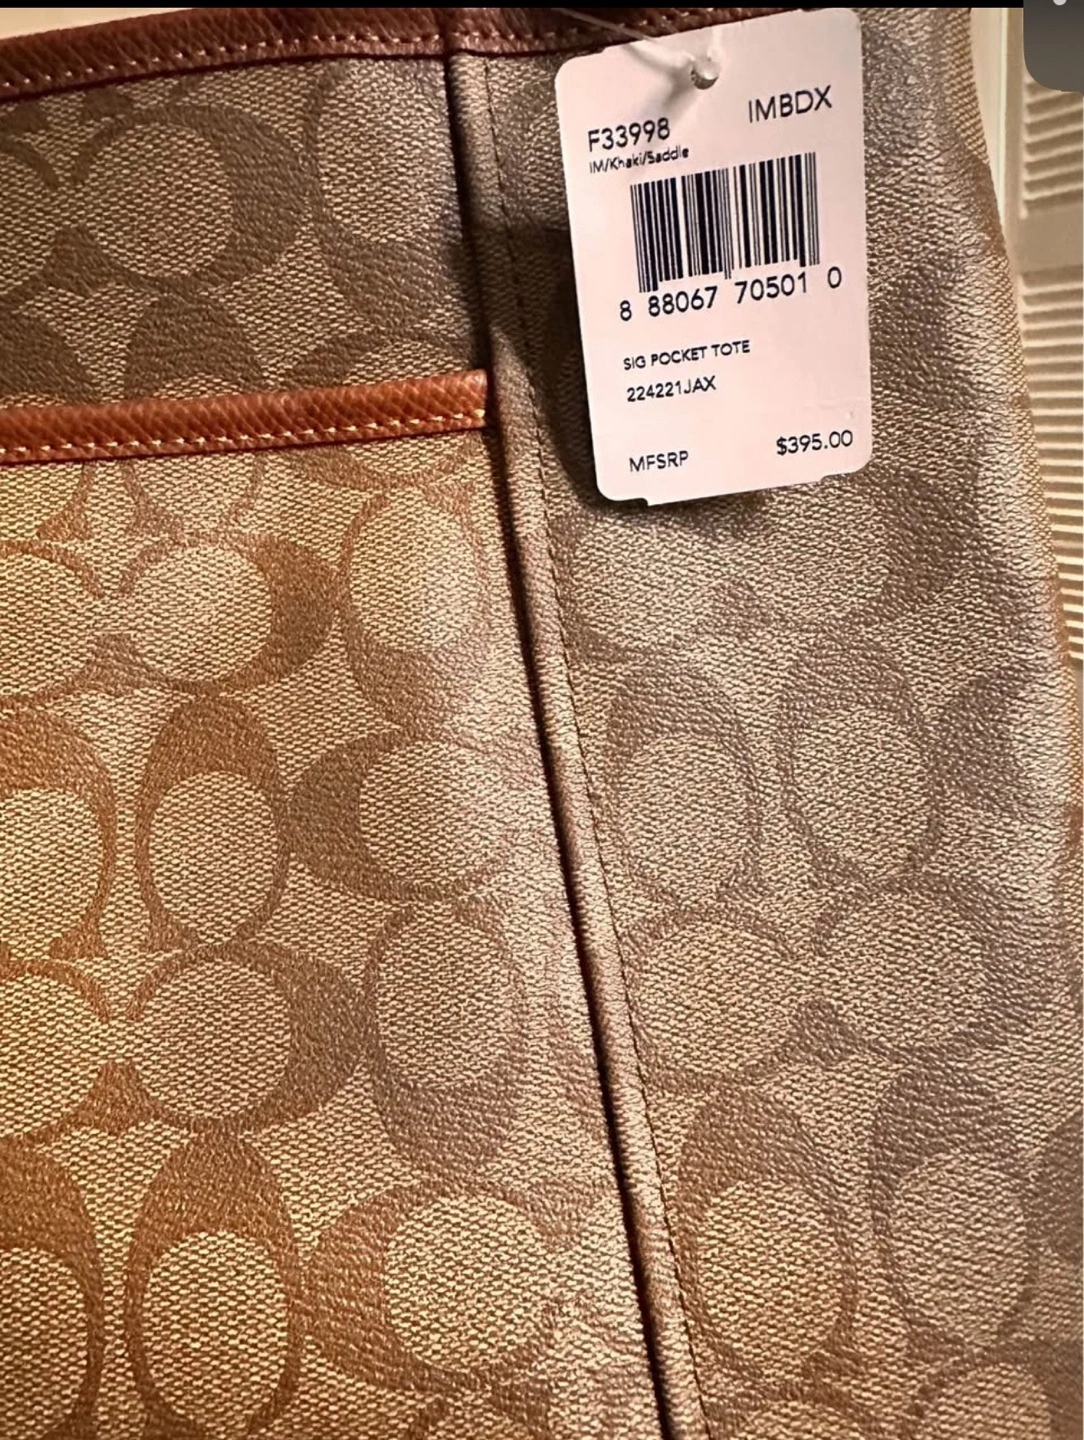 IMBDX
F33998
IM/Khaki/Saddle
8 88067 70501 0
SIG POCKET TOTE
224221JAX
MFSRP $395.00